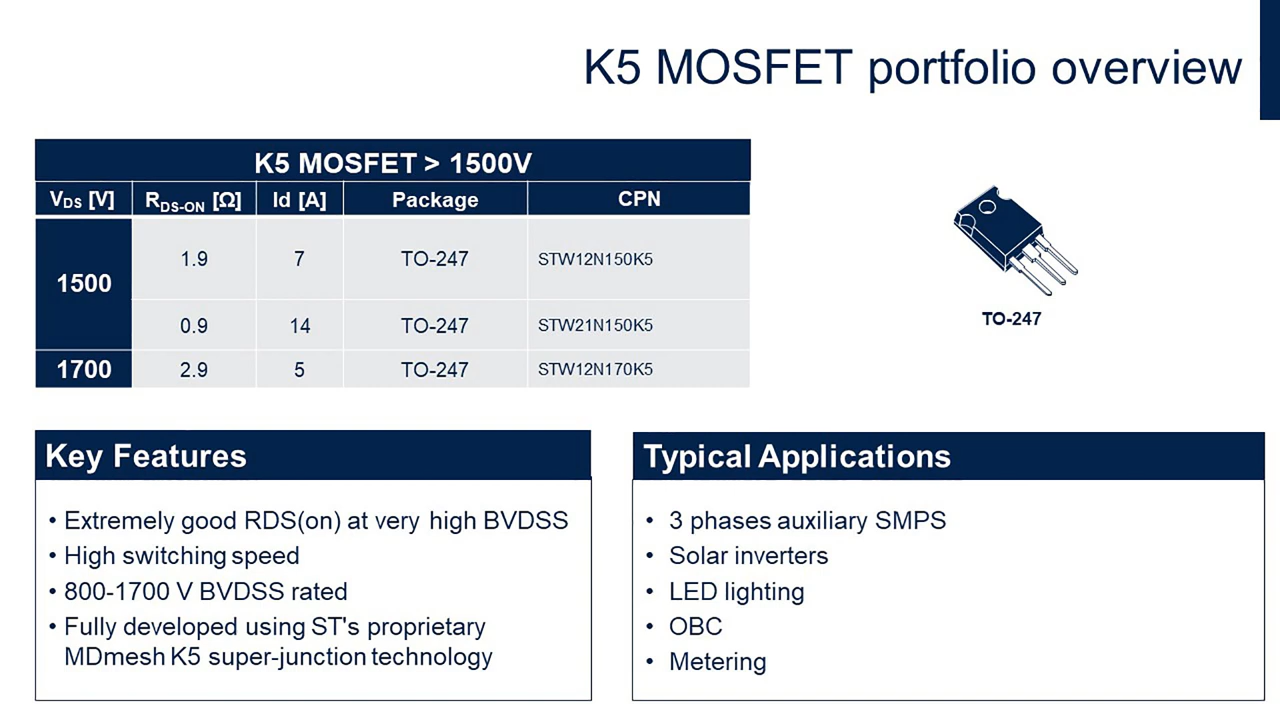 K5 MOSFET portfolio overview
K5 MOSFET > 1500V
VDS [V] RDS-ON [Ω] Id [A] Package CPN
1500 1.9 7 TO-247 STW12N150K5
0.9 14 TO-247 STW21N150K5
1700 2.9 5 TO-247 STW12N170K5
TO-247
Key Features
• Extremely good RDS(on) at very high BVDSS
• High switching speed
• 800-1700 V BVDSS rated
• Fully developed using ST's proprietary
MDmesh K5 super-junction technology
Typical Applications
• 3 phases auxiliary SMPS
• Solar inverters
• LED lighting
• OBC
• Metering